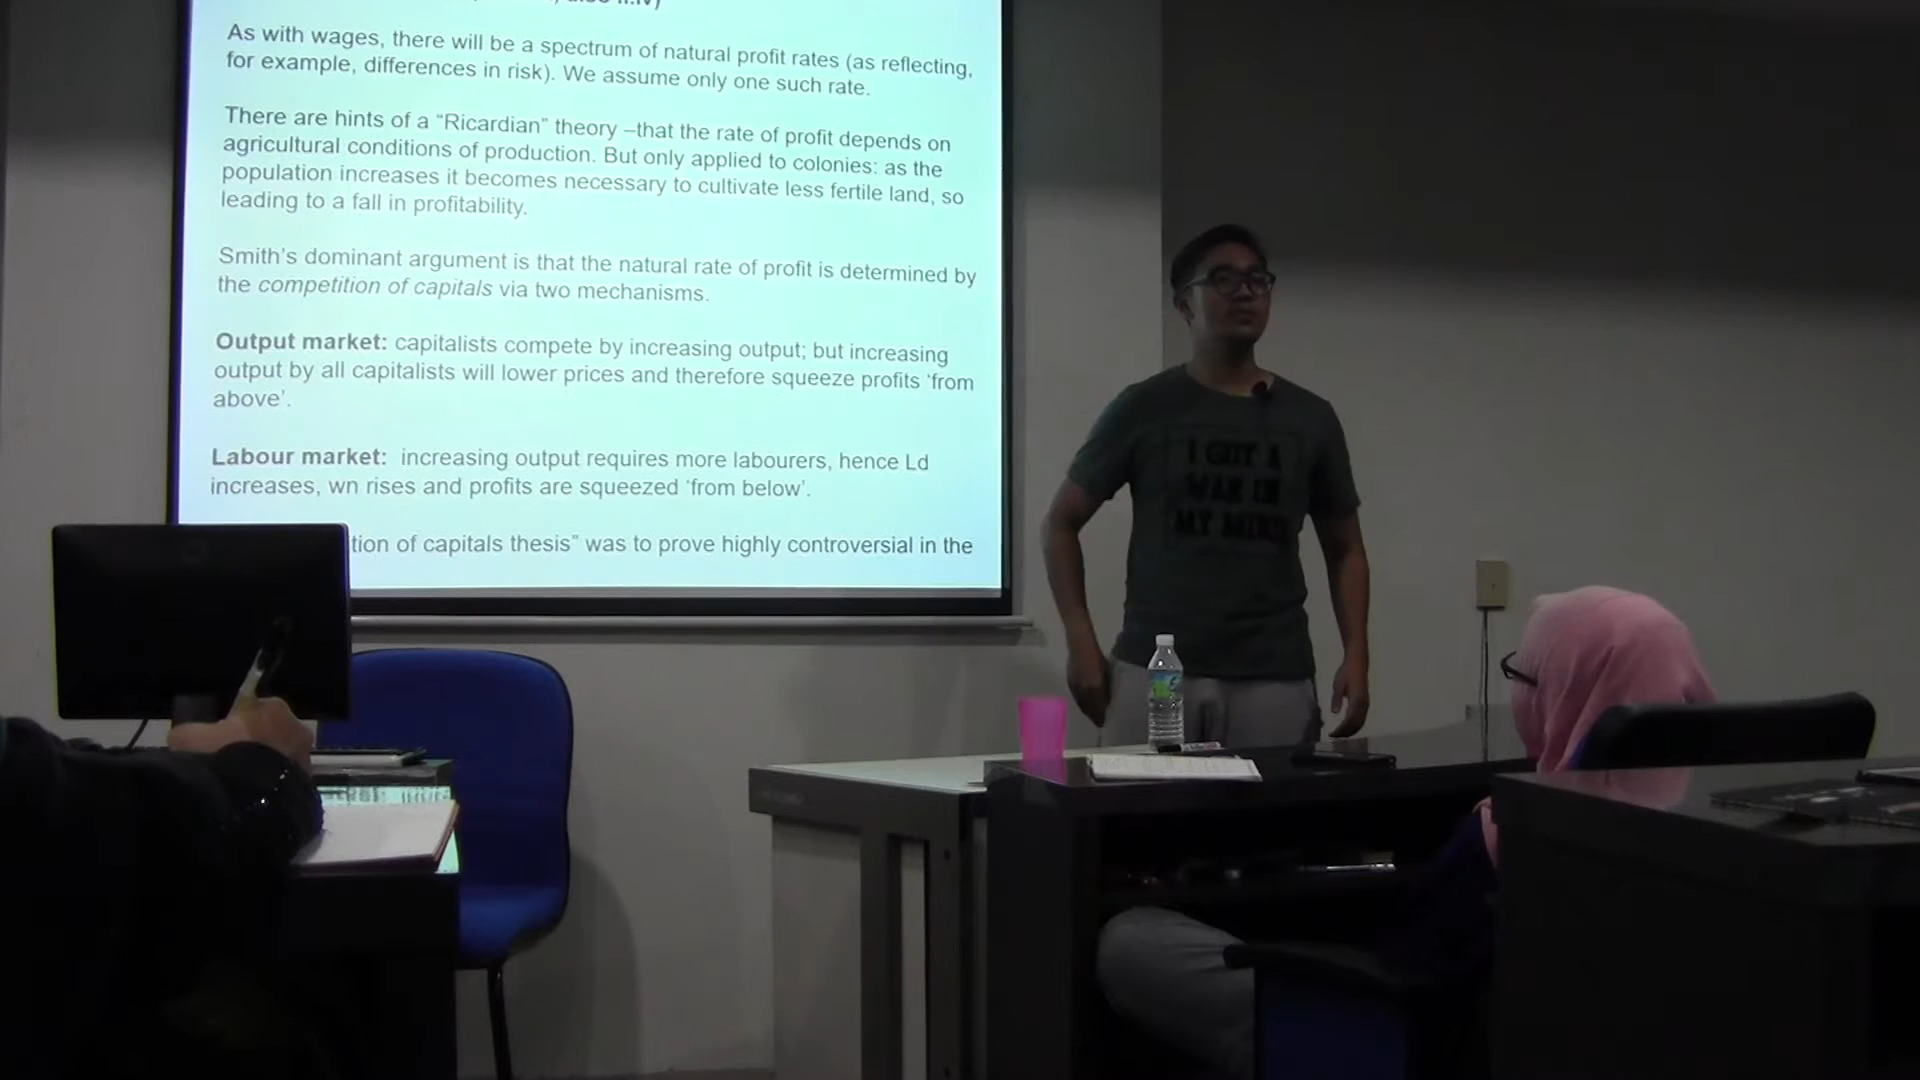 As with wages, there will be a spectrum of natural profit rates (as reflecting,
for example, differences in risk). We assume only one such rate.
There are hints of a “Ricardian” theory –that the rate of profit depends on
agricultural conditions of production. But only applied to colonies: as the
population increases it becomes necessary to cultivate less fertile land, so
leading to a fall in profitability.
Smith’s dominant argument is that the natural rate of profit is determined by
the competition of capitals via two mechanisms.
Output market: capitalists compete by increasing output; but increasing
output by all capitalists will lower prices and therefore squeeze profits ‘from
above’.
Labour market: increasing output requires more labourers, hence Ld
increases, wn rises and profits are squeezed ‘from below’.
tion of capitals thesis” was to prove highly controversial in the
I GOT A
WAR IN
MY MIND